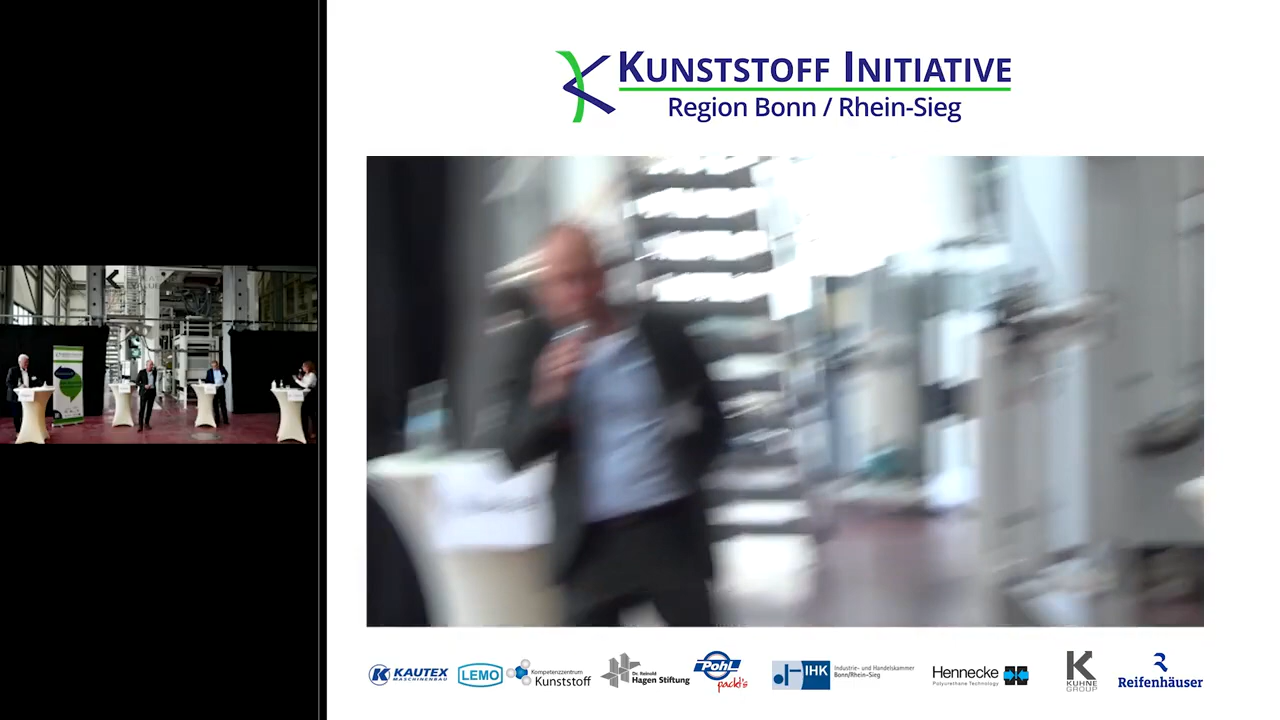 KUNSTSTOFF INITIATIVE
Region Bonn / Rhein-Sieg
KAUTEX
MASCHINENBAU
LEMO
Kompetenzzentrum
Kunststoff
Dr. Reinold
Hagen Stiftung
Pohl
packt's
IHK
Industrie- und Handelskammer
Bonn/Rhein-Sieg
Hennecke
Polyurethane Technology
K
KUHNE
GROUP
Reifenhäuser